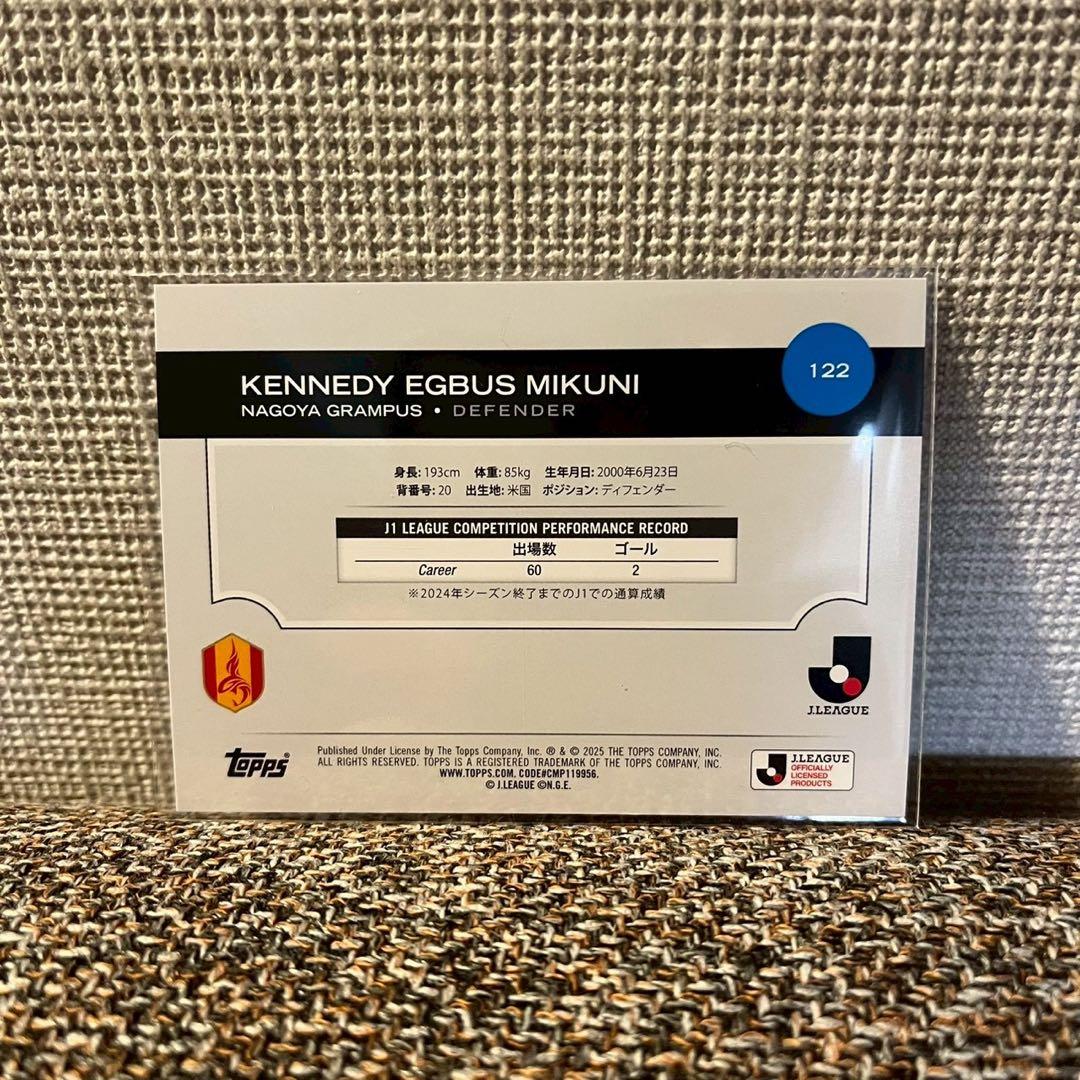 122
KENNEDY EGBUS MIKUNI
NAGOYA GRAMPUS • DEFENDER
身長: 193cm 体重: 85kg 生年月日: 2000年6月23日
背番号: 20 出生地: 米国 ポジション: ディフェンダー
J1 LEAGUE COMPETITION PERFORMANCE RECORD
出場数 ゴール
Career 60 2
※2024年シーズン終了までのJ1での通算成績
J.LEAGUE
topps®
Published Under License by The Topps Company, Inc. ® & © 2025 THE TOPPS COMPANY, INC.
ALL RIGHTS RESERVED. TOPPS IS A REGISTERED TRADEMARK OF THE TOPPS COMPANY, INC.
WWW.TOPPS.COM. CODE#CMP119956.
© J.LEAGUE ©N.G.E.
J.LEAGUE
OFFICIALLY
LICENSED
PRODUCTS